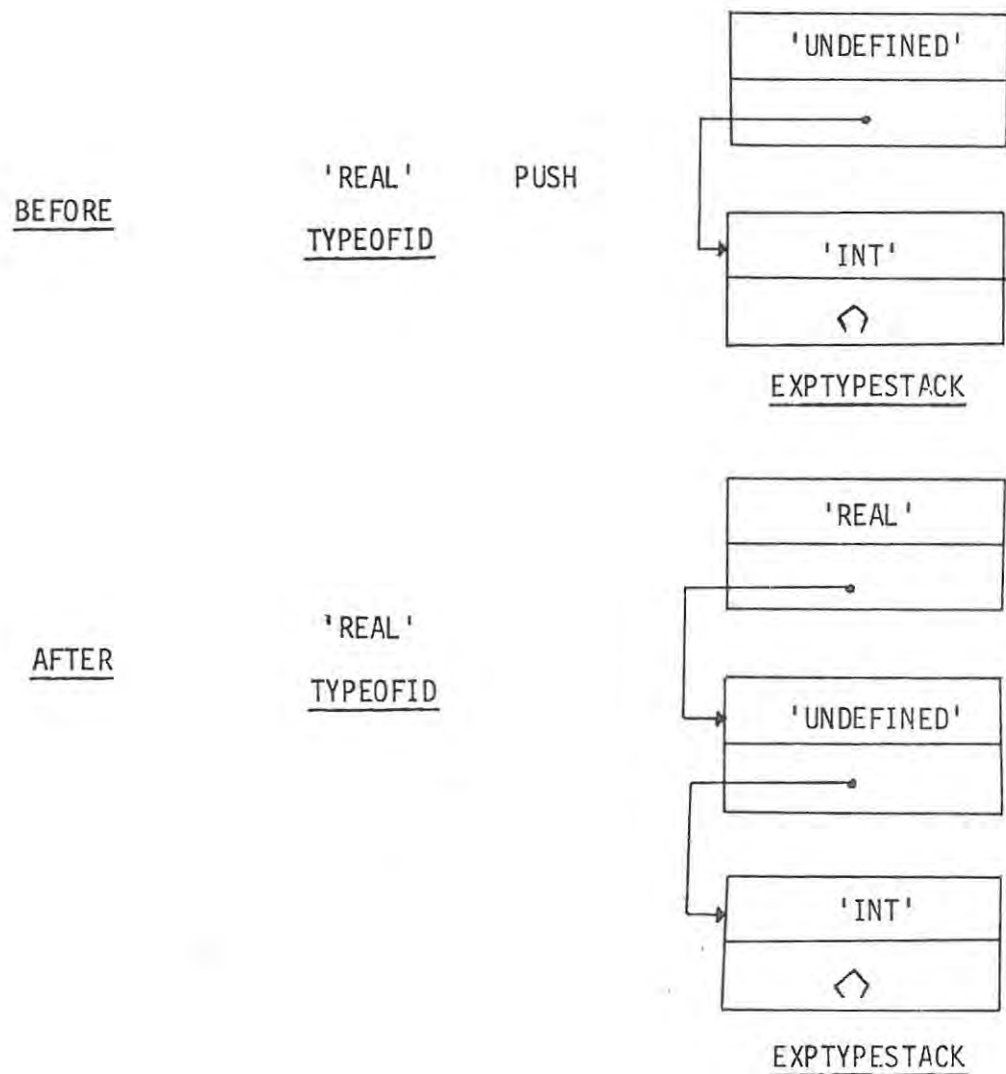 'UNDEFINED'
'REAL' PUSH
BEFORE
TYPEOFID
'INT'
EXPTYPESTACK
'REAL'
'REAL'
AFTER
TYPEOFID
'UNDEFINED'
'INT'
EXPTYPESTACK